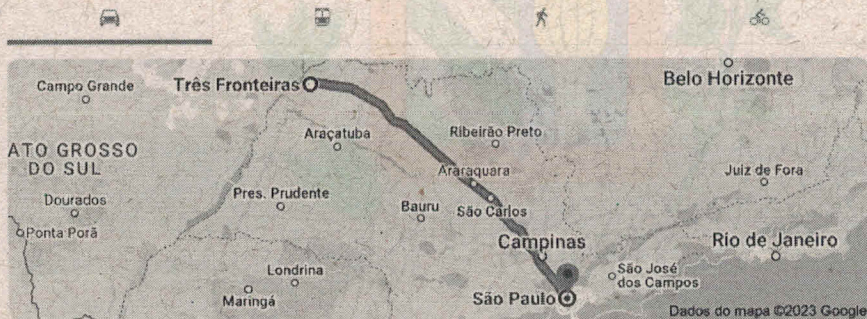 Campo Grande
Três Fronteiras
Belo Horizonte
Araçatuba
Ribeirão Preto
ATO GROSSO
DO SUL
Araraquara
Juiz de Fora
Dourados
Pres. Prudente
Bauru
São Carlos
Ponta Porã
Campinas
Rio de Janeiro
Londrina
São José
dos Campos
Maringá
São Paulo
Dados do mapa ©2023 Google